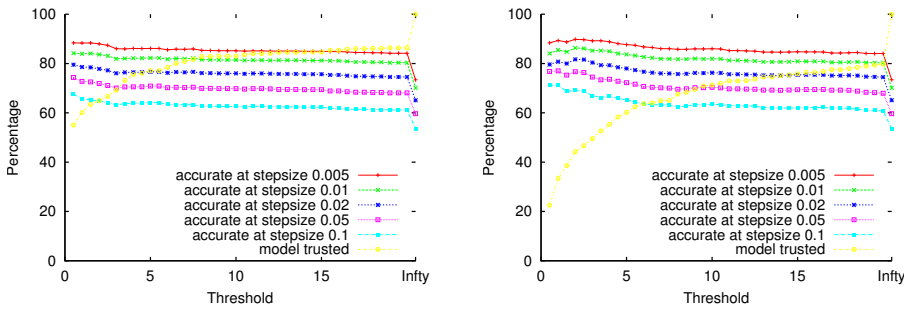 100
80
60
40
20
0
Percentage
accurate at stepsize 0.005
accurate at stepsize 0.01
accurate at stepsize 0.02
accurate at stepsize 0.05
accurate at stepsize 0.1
model trusted
0 5 10 15 Infty
Threshold
100
80
60
40
20
0
Percentage
accurate at stepsize 0.005
accurate at stepsize 0.01
accurate at stepsize 0.02
accurate at stepsize 0.05
accurate at stepsize 0.1
model trusted
0 5 10 15 Infty
Threshold